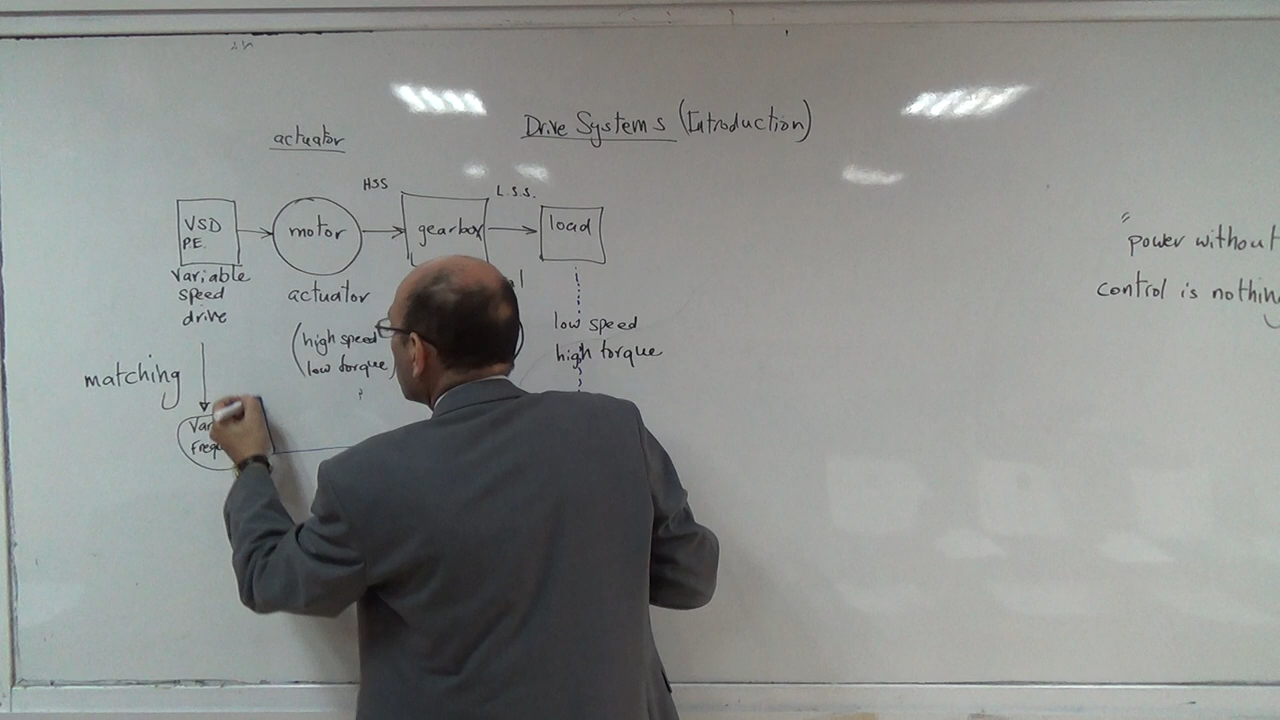 Drive Systems (Introduction)
actuator
HSS
L.S.S.
VSD
PE.
motor
gearbox
load
variable
speed
drive
actuator
(high speed
low torque)
low speed
high torque
matching
"power without
control is nothing